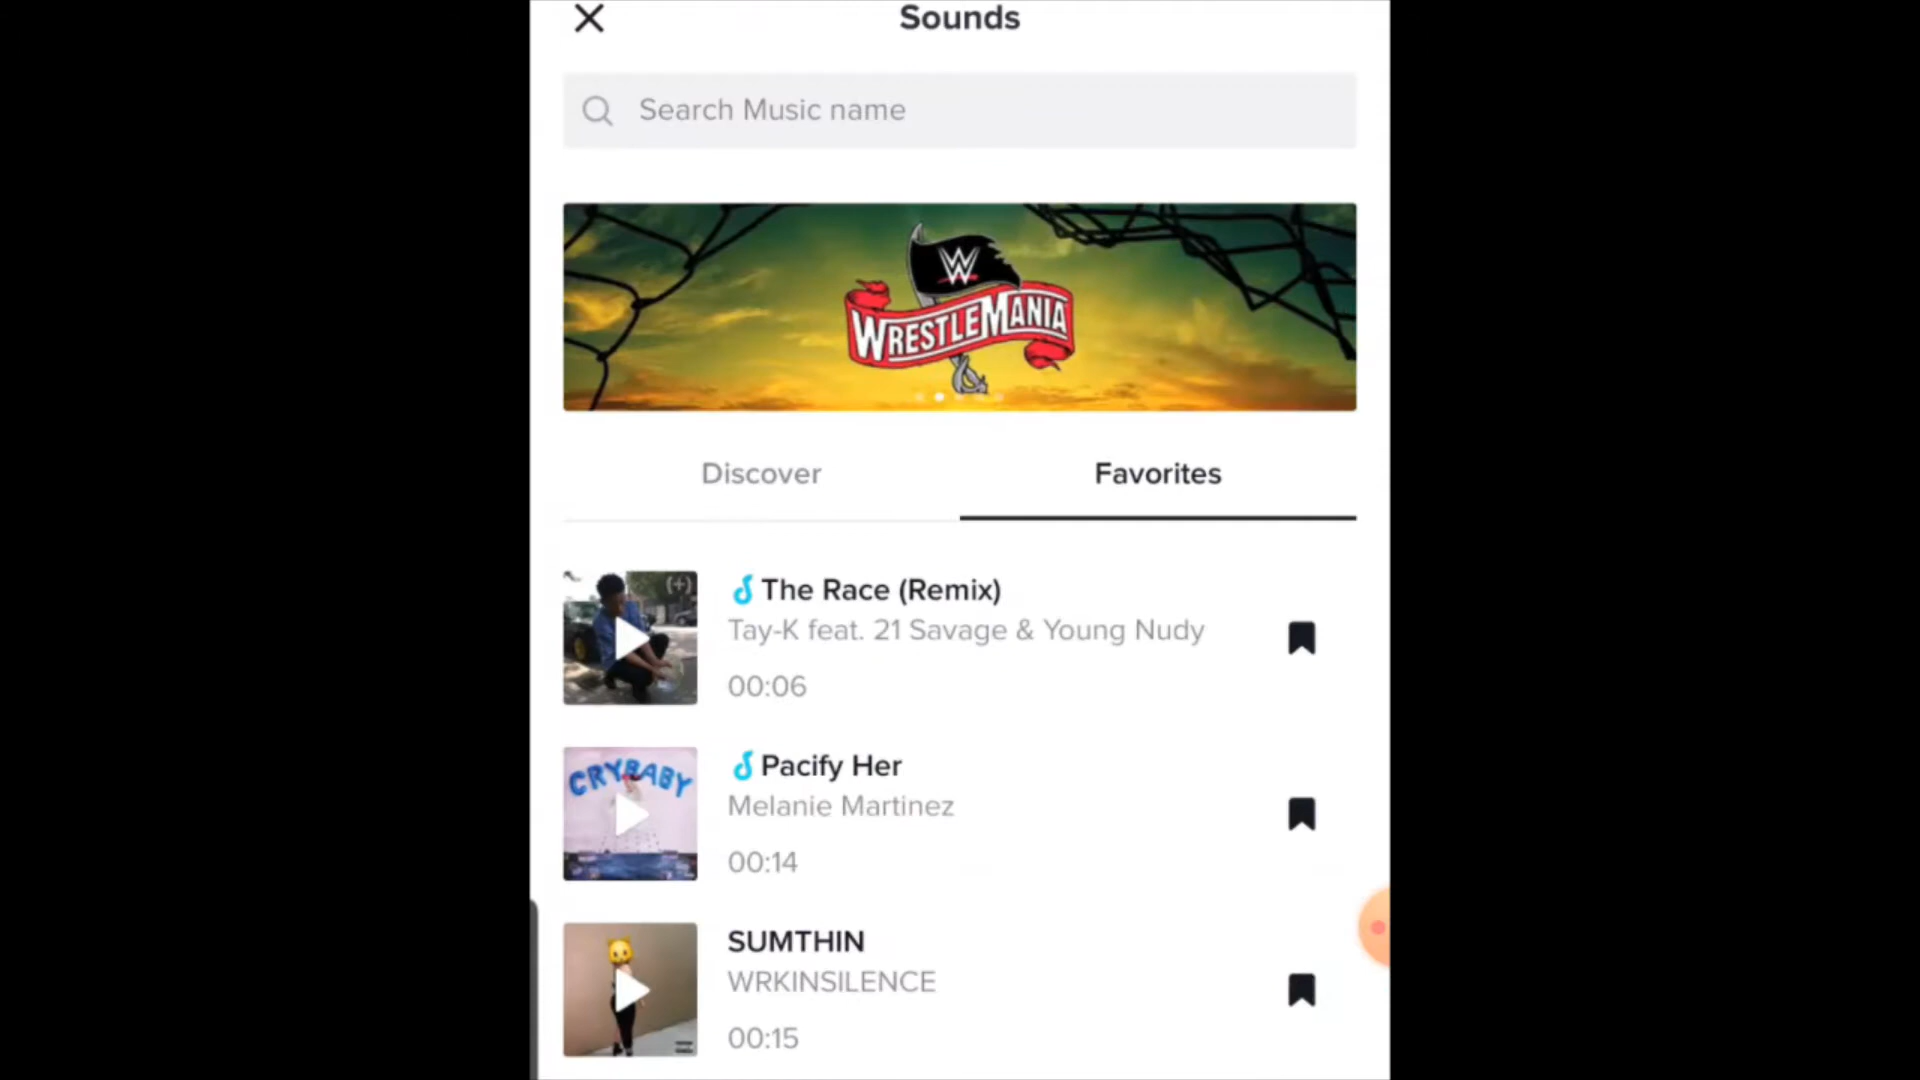 Sounds
Search Music name
W
WRESTLEMANIA
Discover
Favorites
(+)
The Race (Remix)
Tay-K feat. 21 Savage & Young Nudy
00:06
CRYBABY
Pacify Her
Melanie Martinez
00:14
SUMTHIN
WRKINSILENCE
00:15